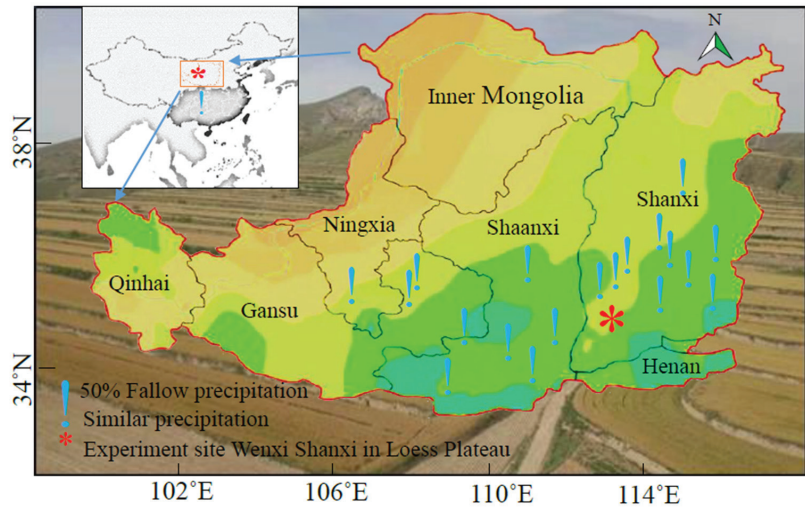 N
Inner Mongolia
38°N
Ningxia
Shaanxi
Shanxi
Qinhai
Gansu
34°N
Henan
50% Fallow precipitation
Similar precipitation
* Experiment site Wenxi Shanxi in Loess Plateau
102°E
106°E
110°E
114°E